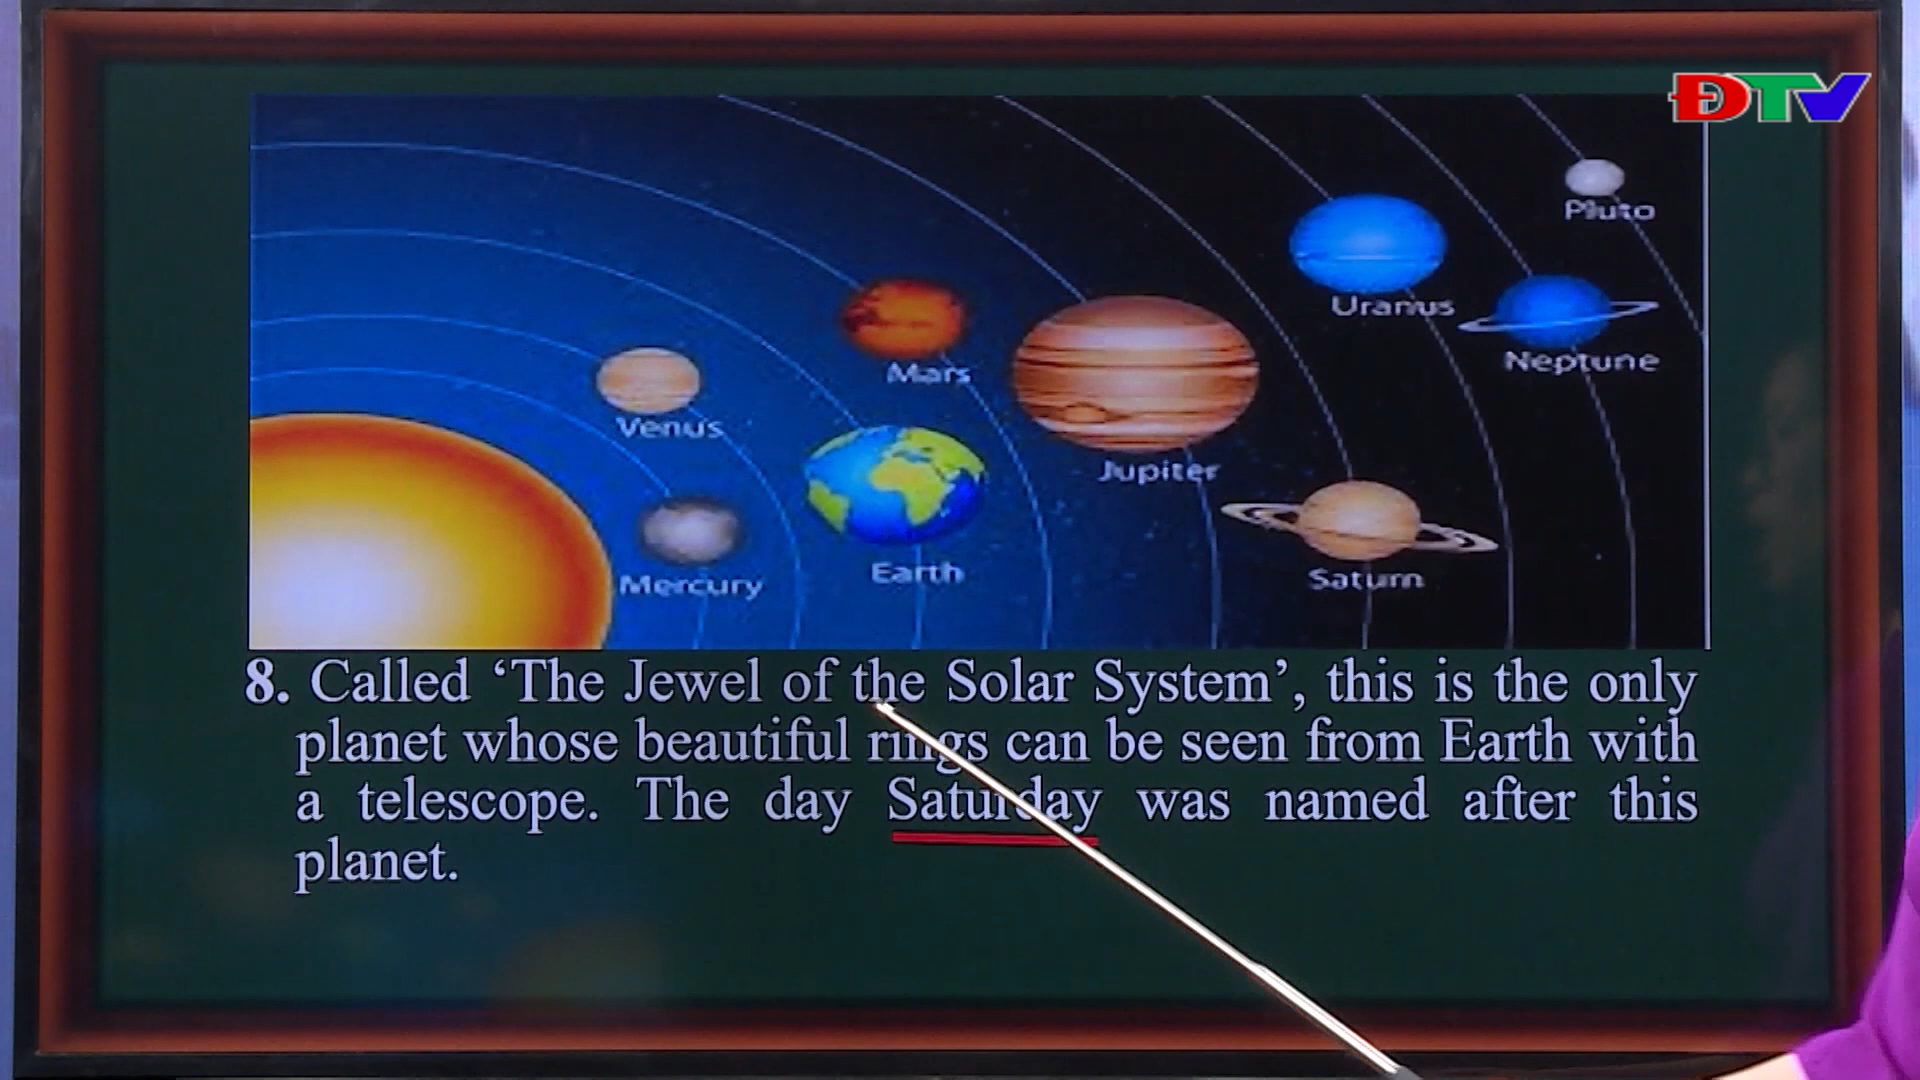 ĐTV
Pluto
Uranus
Neptune
Mars
Venus
Jupiter
Earth
Saturn
Mercury
8. Called ‘The Jewel of the Solar System’, this is the only
planet whose beautiful rings can be seen from Earth with
a telescope. The day Saturday was named after this
planet.